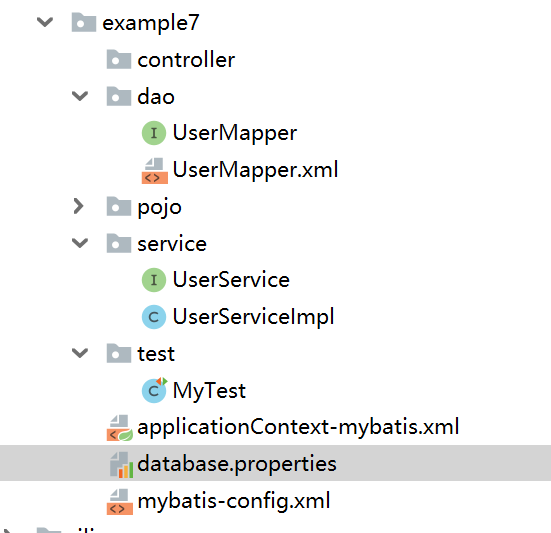 example7
controller
dao
I UserMapper
<> UserMapper.xml
pojo
service
I UserService
C UserServiceImpl
test
C MyTest
<> applicationContext-mybatis.xml
database.properties
<> mybatis-config.xml